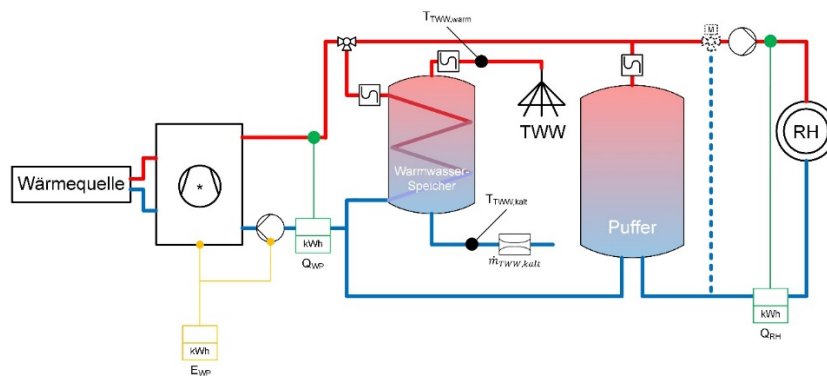 T_TWW,warm
M
TWW
RH
Wärmequelle
*
Warmwasser-
Speicher
T_TWW,kalt
Puffer
kWh
Q_WP
ṁ_TWW,kalt
kWh
Q_RH
kWh
E_WP